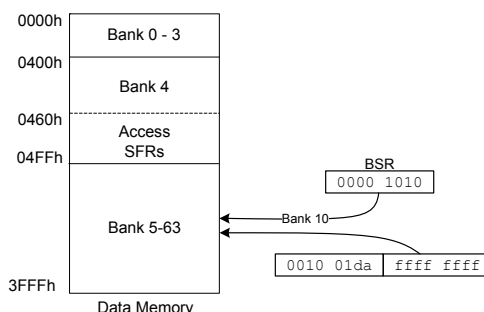 0000h
Bank 0 - 3
0400h
Bank 4
0460h
Access
SFRs
04FFh
BSR
0000 1010
Bank 5-63
Bank 10
0010 01da ffff ffff
3FFFh
Data Memory